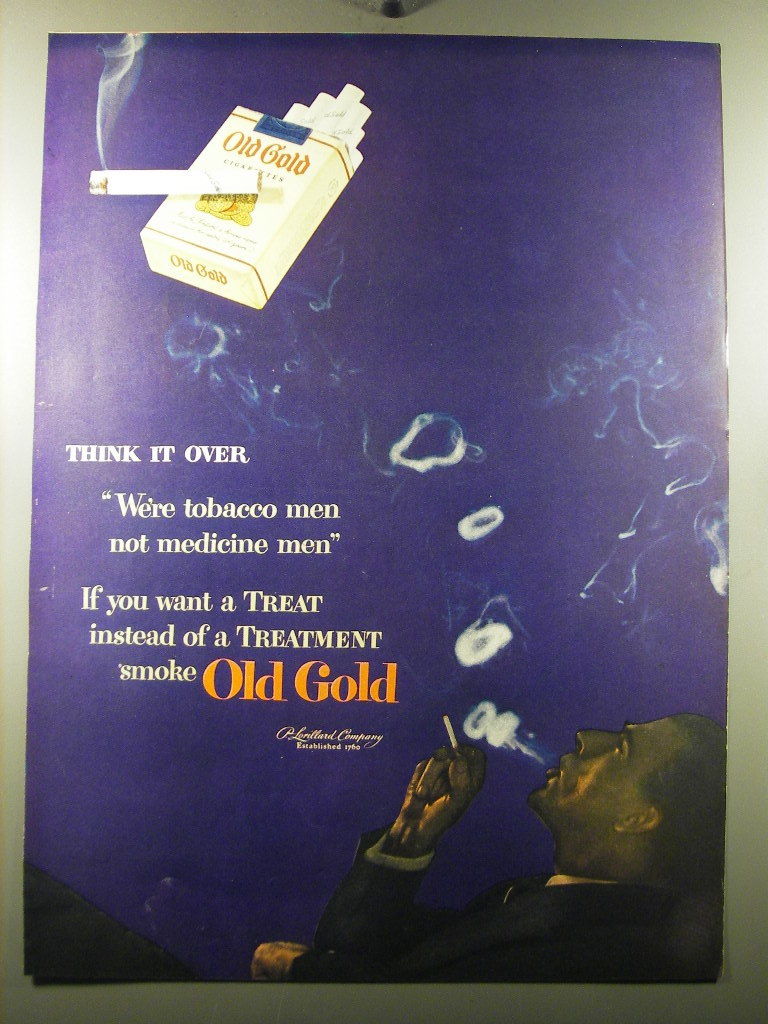 Old Gold
CIGARETTES
Old Gold
THINK IT OVER
"We're tobacco men
not medicine men"
If you want a TREAT
instead of a TREATMENT
smoke Old Gold
P. Lorillard Company
Established 1760